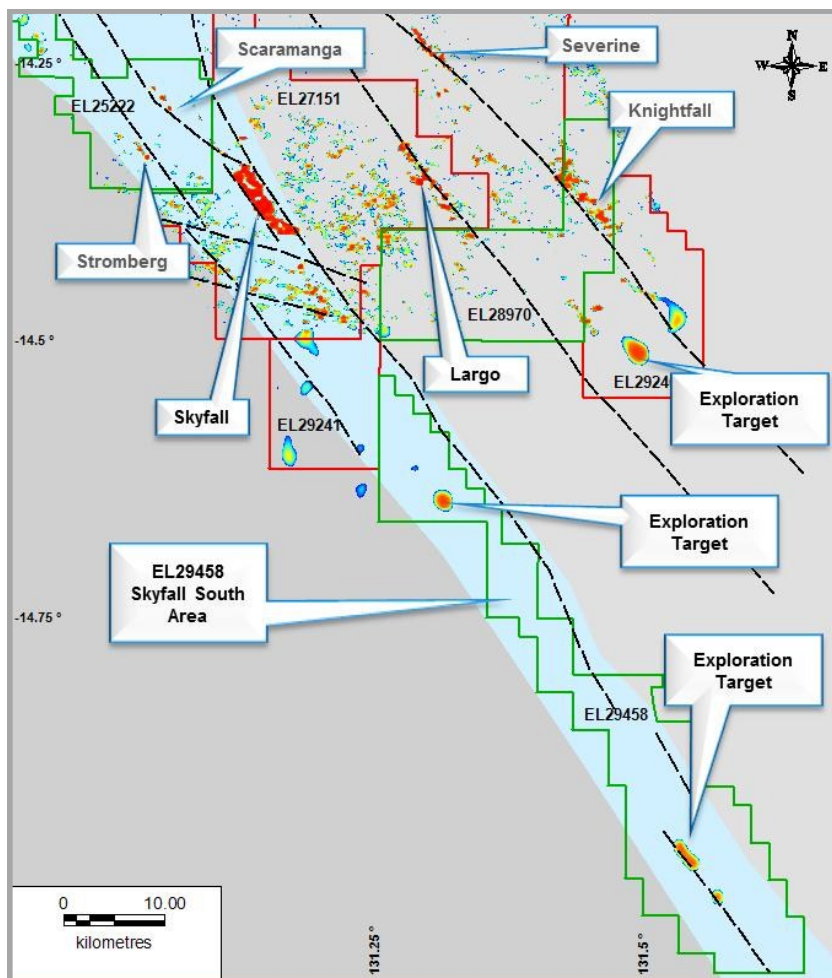 Scaramanga
Severine
N
W
E
S
-14.25 °
EL25222
EL27151
Knightfall
Stromberg
EL28970
-14.5 °
Largo
Skyfall
EL2924
Exploration
Target
EL29241
Exploration
Target
EL29458
Skyfall South
Area
-14.75 °
Exploration
Target
EL29458
0
10.00
kilometres
131.25 °
131.5 °